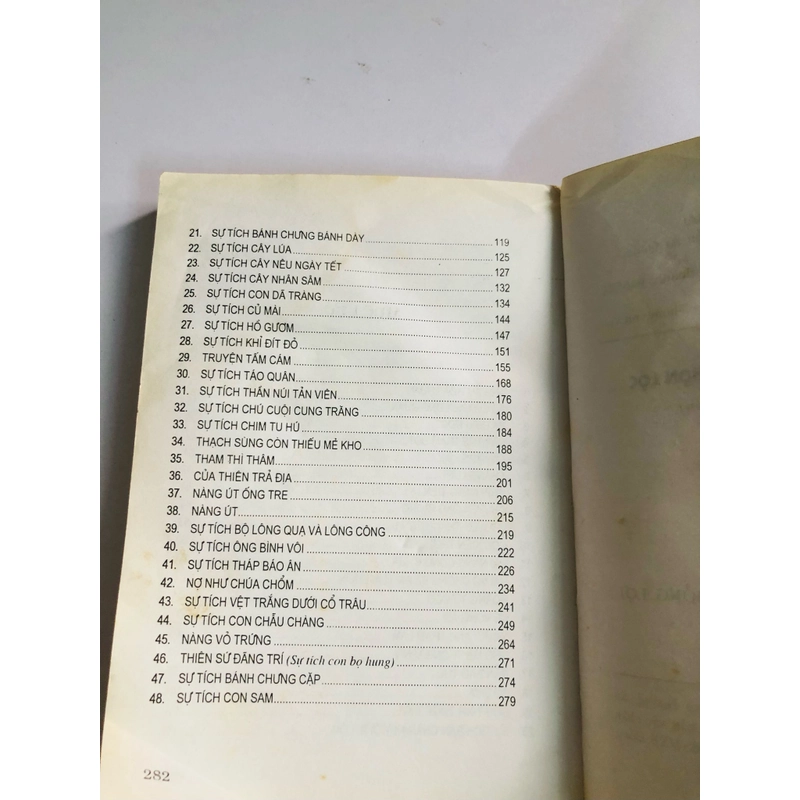 21. SỰ TÍCH BÁNH CHƯNG BÁNH DÀY 119
22. SỰ TÍCH CÂY LÚA 125
23. SỰ TÍCH CÂY NÊU NGÀY TẾT 127
24. SỰ TÍCH CÂY NHÂN SÂM 132
25. SỰ TÍCH CON DÃ TRÀNG 134
26. SỰ TÍCH CỦ MÀI 144
27. SỰ TÍCH HỒ GƯƠM 147
28. SỰ TÍCH KHỈ ĐÍT ĐỎ 151
29. TRUYỆN TẤM CÁM 155
30. SỰ TÍCH TÁO QUÂN 168
31. SỰ TÍCH THẦN NÚI TẢN VIÊN 176
32. SỰ TÍCH CHÚ CUỘI CUNG TRĂNG 180
33. SỰ TÍCH CHIM TU HÚ 184
34. THẠCH SÙNG CÒN THIẾU MẺ KHO 188
35. THAM THÌ THÂM 195
36. CỦA THIÊN TRẢ ĐỊA 201
37. NÀNG ÚT ỐNG TRE 206
38. NÀNG ÚT 215
39. SỰ TÍCH BỘ LÔNG QUẠ VÀ LÔNG CÔNG 219
40. SỰ TÍCH ÔNG BÌNH VÔI 222
41. SỰ TÍCH THÁP BÁO ÂN 226
42. NỢ NHƯ CHÚA CHỔM 234
43. SỰ TÍCH VỆT TRẮNG DƯỚI CỔ TRÂU 241
44. SỰ TÍCH CON CHẪU CHÀNG 249
45. NÀNG VỎ TRỨNG 264
46. THIÊN SỨ ĐÃNG TRÍ (Sự tích con bọ hung) 271
47. SỰ TÍCH BÁNH CHƯNG CẶP 274
48. SỰ TÍCH CON SAM 279
282